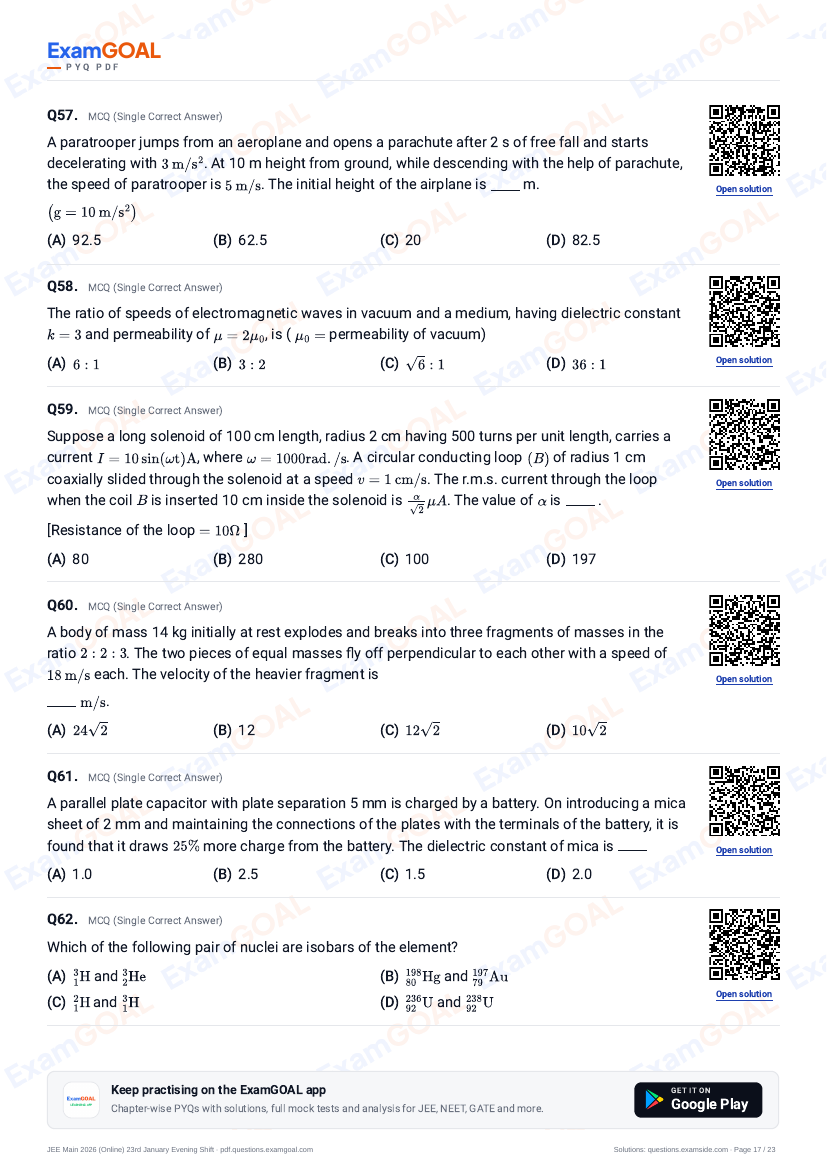 ExamGOAL
PYQ PDF
Q57. MCQ (Single Correct Answer)
A paratrooper jumps from an aeroplane and opens a parachute after 2 s of free fall and starts
decelerating with 3 m/s². At 10 m height from ground, while descending with the help of parachute,
the speed of paratrooper is 5 m/s. The initial height of the airplane is ____ m.
(g = 10 m/s²)
(A) 92.5 (B) 62.5 (C) 20 (D) 82.5
Open solution
Q58. MCQ (Single Correct Answer)
The ratio of speeds of electromagnetic waves in vacuum and a medium, having dielectric constant
k = 3 and permeability of μ = 2μ₀, is ( μ₀ = permeability of vacuum)
(A) 6 : 1 (B) 3 : 2 (C) √6 : 1 (D) 36 : 1
Open solution
Q59. MCQ (Single Correct Answer)
Suppose a long solenoid of 100 cm length, radius 2 cm having 500 turns per unit length, carries a
current I = 10 sin(ωt)A, where ω = 1000rad. /s. A circular conducting loop (B) of radius 1 cm
coaxially slided through the solenoid at a speed v = 1 cm/s. The r.m.s. current through the loop
when the coil B is inserted 10 cm inside the solenoid is α/√2 μA. The value of α is ____ .
[Resistance of the loop = 10Ω ]
(A) 80 (B) 280 (C) 100 (D) 197
Open solution
Q60. MCQ (Single Correct Answer)
A body of mass 14 kg initially at rest explodes and breaks into three fragments of masses in the
ratio 2 : 2 : 3. The two pieces of equal masses fly off perpendicular to each other with a speed of
18 m/s each. The velocity of the heavier fragment is
____ m/s.
(A) 24√2 (B) 12 (C) 12√2 (D) 10√2
Open solution
Q61. MCQ (Single Correct Answer)
A parallel plate capacitor with plate separation 5 mm is charged by a battery. On introducing a mica
sheet of 2 mm and maintaining the connections of the plates with the terminals of the battery, it is
found that it draws 25% more charge from the battery. The dielectric constant of mica is ____
(A) 1.0 (B) 2.5 (C) 1.5 (D) 2.0
Open solution
Q62. MCQ (Single Correct Answer)
Which of the following pair of nuclei are isobars of the element?
(A) ³₁H and ³₂He (B) ¹⁹⁸₈₀Hg and ¹⁹⁷₇₉Au
(C) ²₁H and ³₁H (D) ²³⁶₉₂U and ²³⁸₉₂U
Open solution
ExamGOAL
Keep practising on the ExamGOAL app
Chapter-wise PYQs with solutions, full mock tests and analysis for JEE, NEET, GATE and more.
GET IT ON
Google Play
JEE Main 2026 (Online) 23rd January Evening Shift · pdf.questions.examgoal.com
Solutions: questions.examside.com · Page 17 / 23